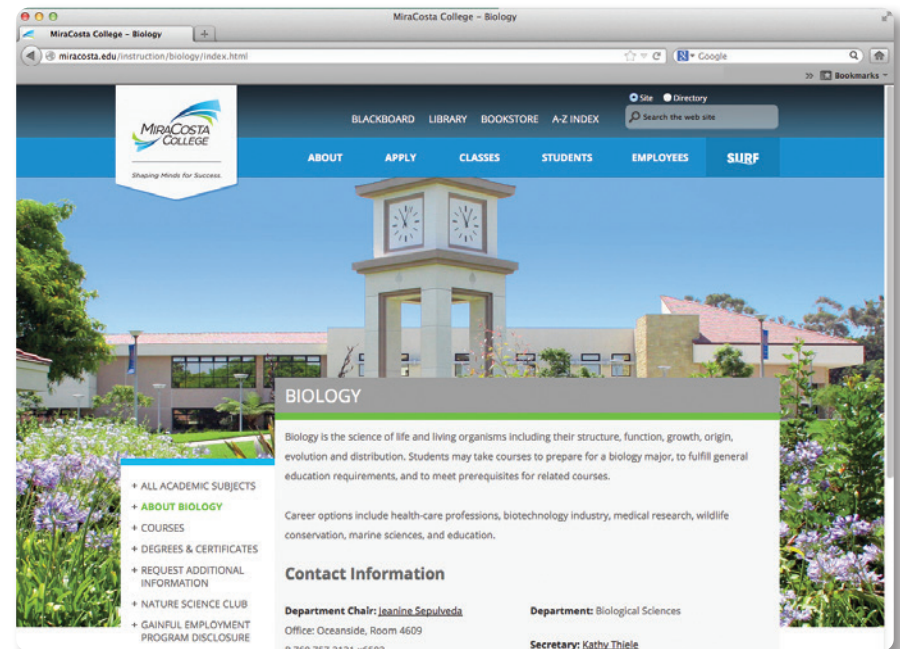 MiraCosta College – Biology
MiraCosta College – Biology +
miracosta.edu/instruction/biology/index.html
Google
» Bookmarks
Site Directory
BLACKBOARD LIBRARY BOOKSTORE A-Z INDEX Search the web site
MIRACOSTA
COLLEGE
Shaping Minds for Success.
ABOUT APPLY CLASSES STUDENTS EMPLOYEES SURF
BIOLOGY
Biology is the science of life and living organisms including their structure, function, growth, origin,
evolution and distribution. Students may take courses to prepare for a biology major, to fulfill general
education requirements, and to meet prerequisites for related courses.
Career options include health-care professions, biotechnology industry, medical research, wildlife
conservation, marine sciences, and education.
+ ALL ACADEMIC SUBJECTS
+ ABOUT BIOLOGY
+ COURSES
+ DEGREES & CERTIFICATES
+ REQUEST ADDITIONAL
INFORMATION
+ NATURE SCIENCE CLUB
+ GAINFUL EMPLOYMENT
PROGRAM DISCLOSURE
Contact Information
Department Chair: Jeanine Sepulveda
Office: Oceanside, Room 4609
Department: Biological Sciences
Secretary: Kathy Thiele